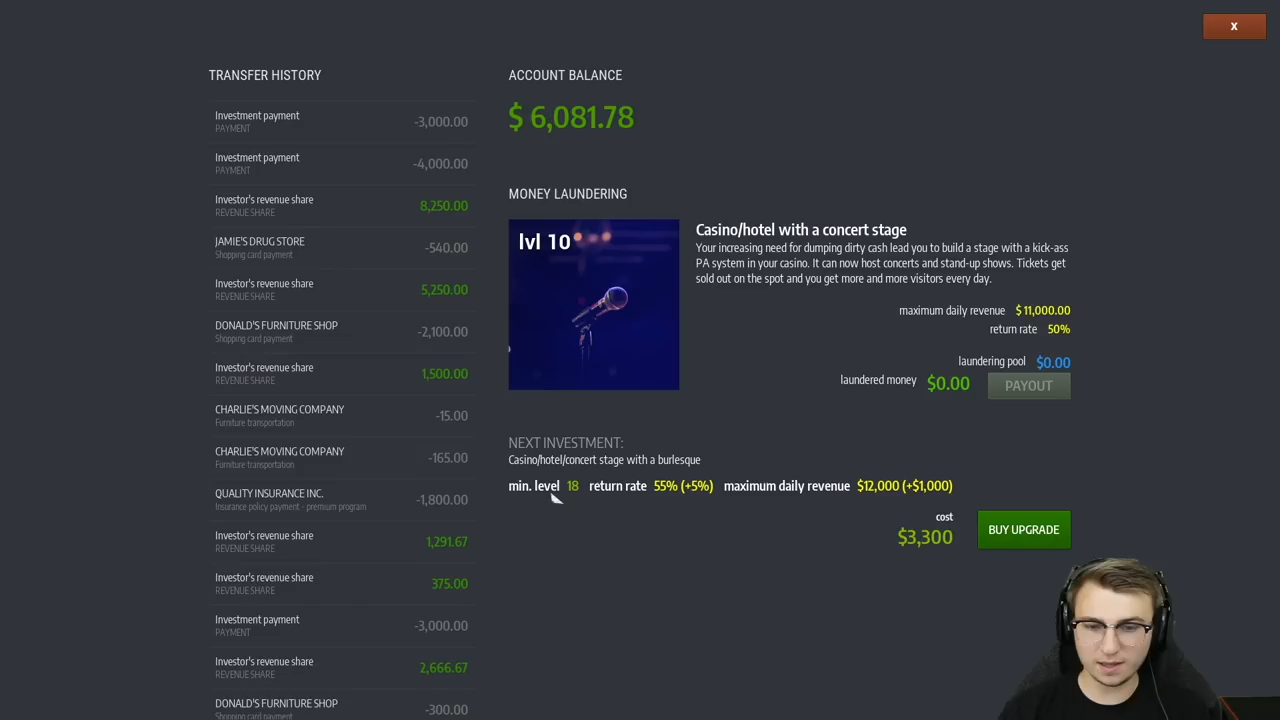 X
TRANSFER HISTORY
Investment payment
PAYMENT
-3,000.00
Investment payment
PAYMENT
-4,000.00
Investor's revenue share
REVENUE SHARE
8,250.00
JAMIE'S DRUG STORE
Shopping card payment
-540.00
Investor's revenue share
REVENUE SHARE
5,250.00
DONALD'S FURNITURE SHOP
Shopping card payment
-2,100.00
Investor's revenue share
REVENUE SHARE
1,500.00
CHARLIE'S MOVING COMPANY
Furniture transportation
-15.00
CHARLIE'S MOVING COMPANY
Furniture transportation
-165.00
QUALITY INSURANCE INC.
Insurance policy payment - premium program
-1,800.00
Investor's revenue share
REVENUE SHARE
1,291.67
Investor's revenue share
REVENUE SHARE
375.00
Investment payment
PAYMENT
-3,000.00
Investor's revenue share
REVENUE SHARE
2,666.67
DONALD'S FURNITURE SHOP
Shopping card payment
-300.00
ACCOUNT BALANCE
$ 6,081.78
MONEY LAUNDERING
lvl 10
Casino/hotel with a concert stage
Your increasing need for dumping dirty cash lead you to build a stage with a kick-ass
PA system in your casino. It can now host concerts and stand-up shows. Tickets get
sold out on the spot and you get more and more visitors every day.
maximum daily revenue $ 11,000.00
return rate 50%
laundering pool $0.00
laundered money $0.00 PAYOUT
NEXT INVESTMENT:
Casino/hotel/concert stage with a burlesque
min. level 18 return rate 55% (+5%) maximum daily revenue $12,000 (+$1,000)
cost
$3,300
BUY UPGRADE